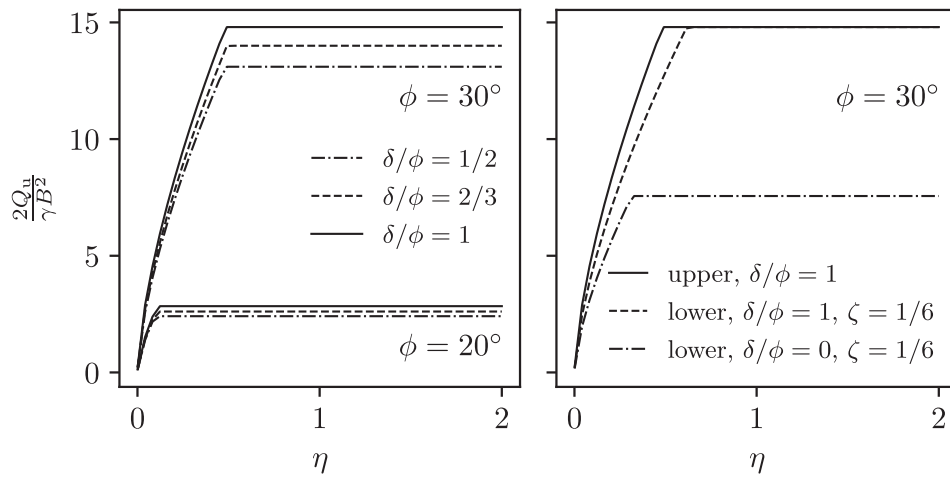 15
10
5
0
2Qu/γB²
ϕ = 30°
δ/ϕ = 1/2
δ/ϕ = 2/3
δ/ϕ = 1
ϕ = 20°
0 1 2
η
ϕ = 30°
upper, δ/ϕ = 1
lower, δ/ϕ = 1, ζ = 1/6
lower, δ/ϕ = 0, ζ = 1/6
0 1 2
η